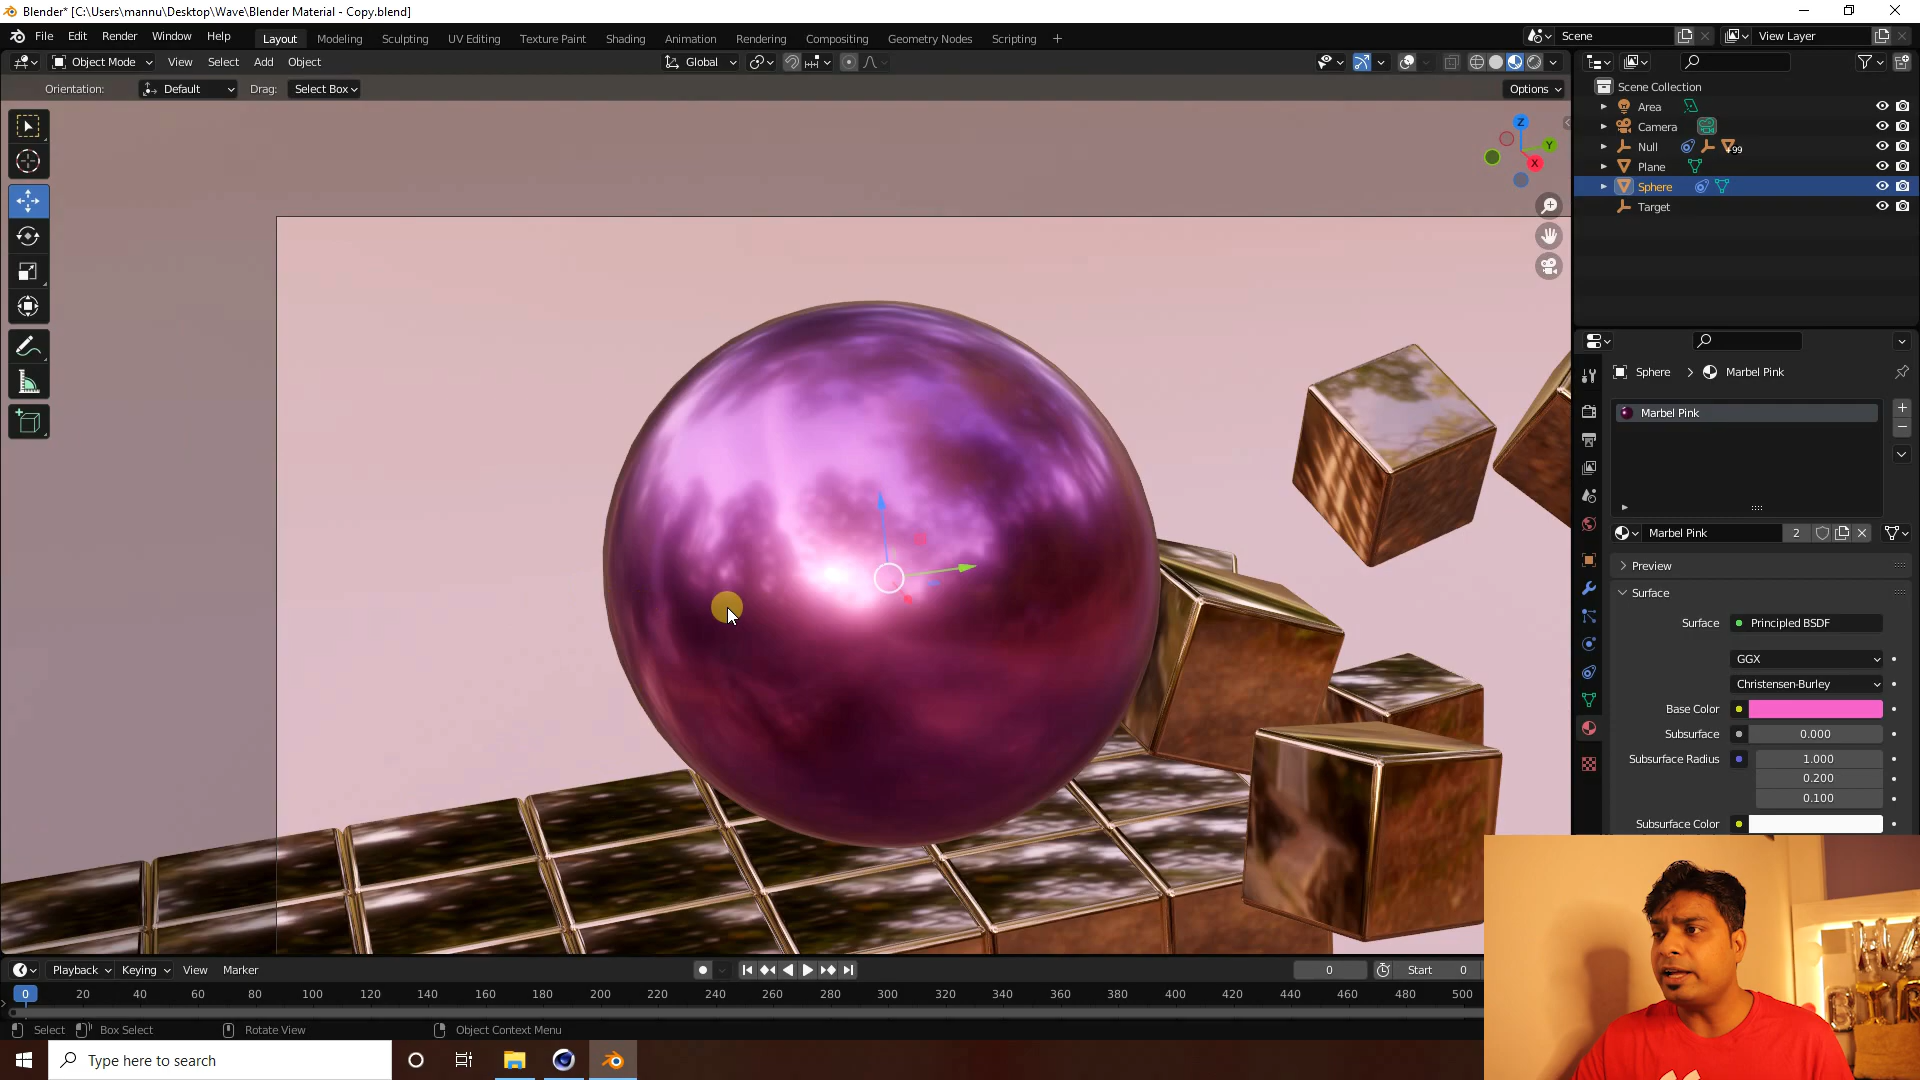 Blender* [C:\Users\mannu\Desktop\Wave\Blender Material - Copy.blend]
File Edit Render Window Help
Layout Modeling Sculpting UV Editing Texture Paint Shading Animation Rendering Compositing Geometry Nodes Scripting +
Scene View Layer
Object Mode View Select Add Object Global
Orientation: Default Drag: Select Box Options
Scene Collection
Area
Camera
Null +99
Plane
Sphere
Target
Z
Y
X
Sphere > Marbel Pink
Marbel Pink
Marbel Pink 2
Preview
Surface
Surface Principled BSDF
GGX
Christensen-Burley
Base Color
Subsurface 0.000
Subsurface Radius 1.000
0.200
0.100
Subsurface Color
Playback Keying View Marker 0 Start 0
0 20 40 60 80 100 120 140 160 180 200 220 240 260 280 300 320 340 360 380 400 420 440 460 480 500
Select Box Select Rotate View Object Context Menu
Type here to search